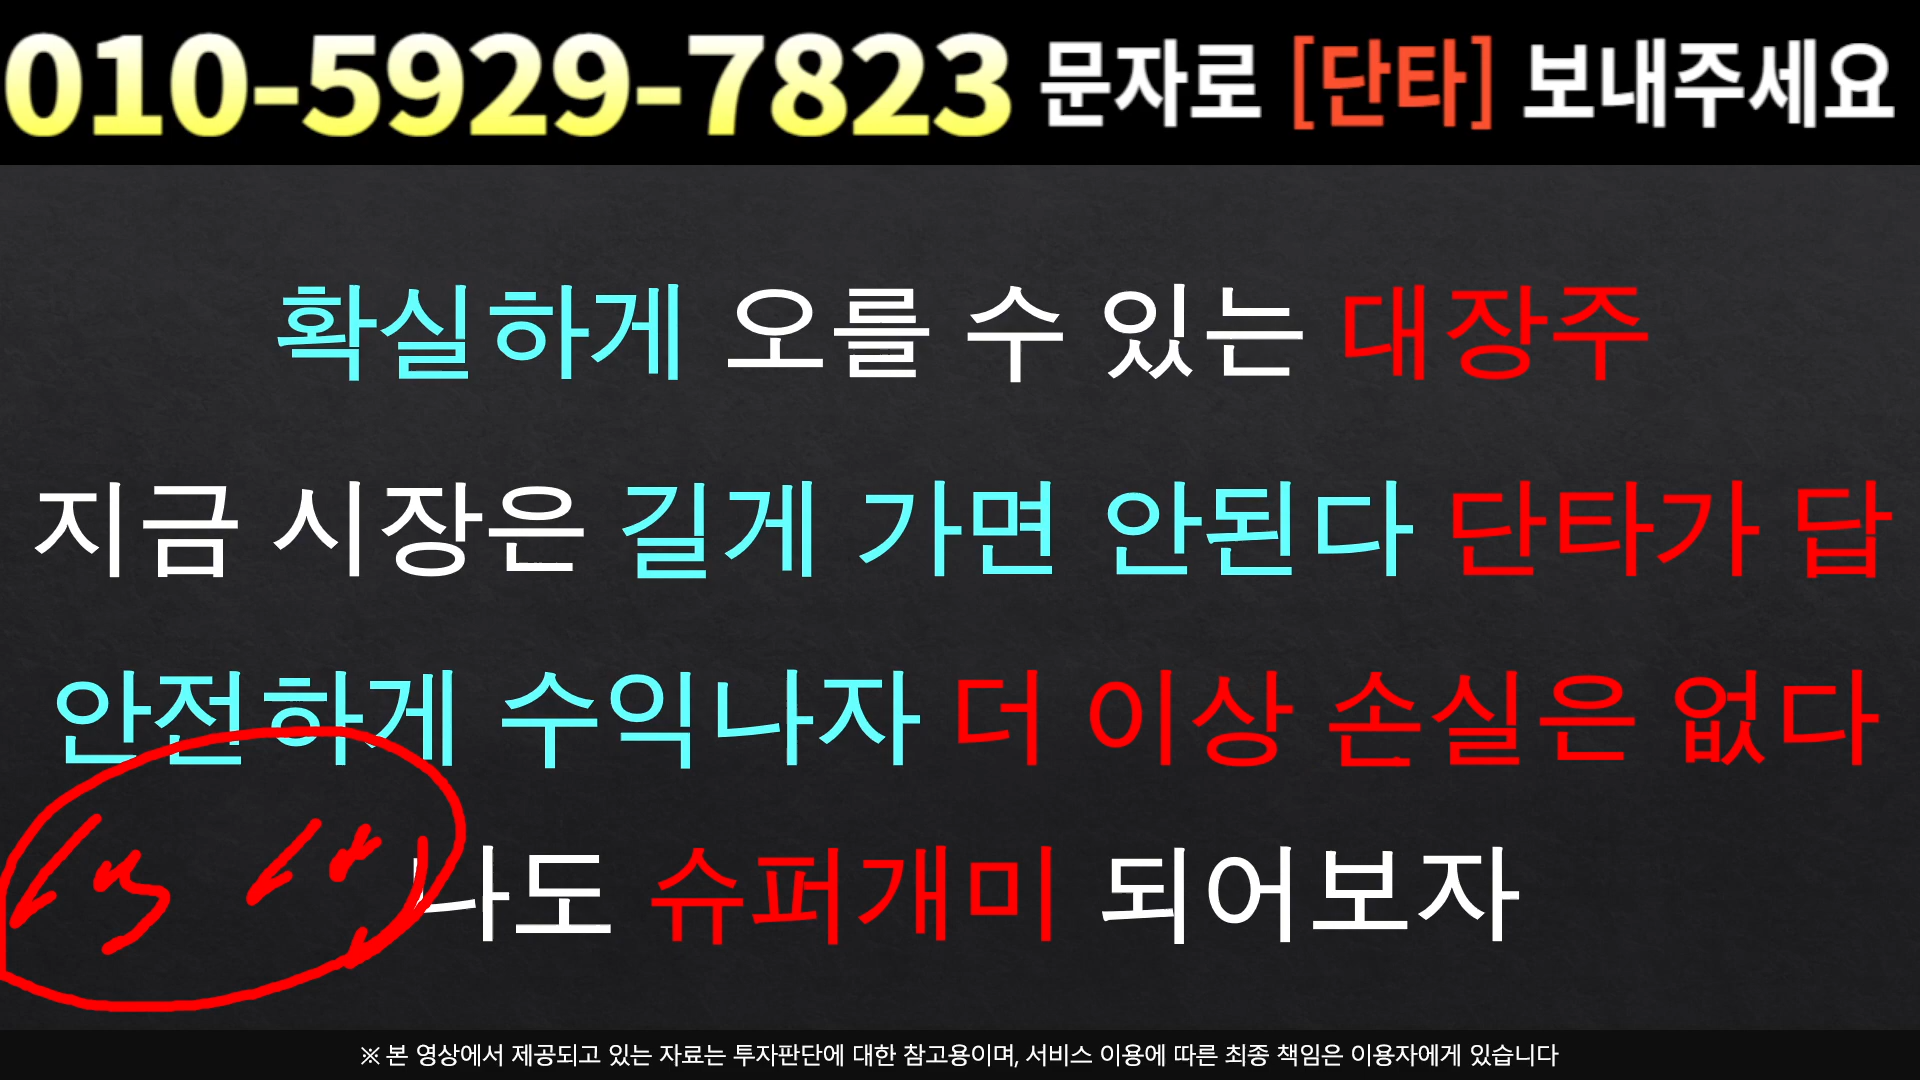 010-5929-7823 문자로 [단타] 보내주세요
확실하게 오를 수 있는 대장주
지금 시장은 길게 가면 안된다 단타가 답
안전하게 수익나자 더 이상 손실은 없다
나도 슈퍼개미 되어보자
※ 본 영상에서 제공되고 있는 자료는 투자판단에 대한 참고용이며, 서비스 이용에 따른 최종 책임은 이용자에게 있습니다